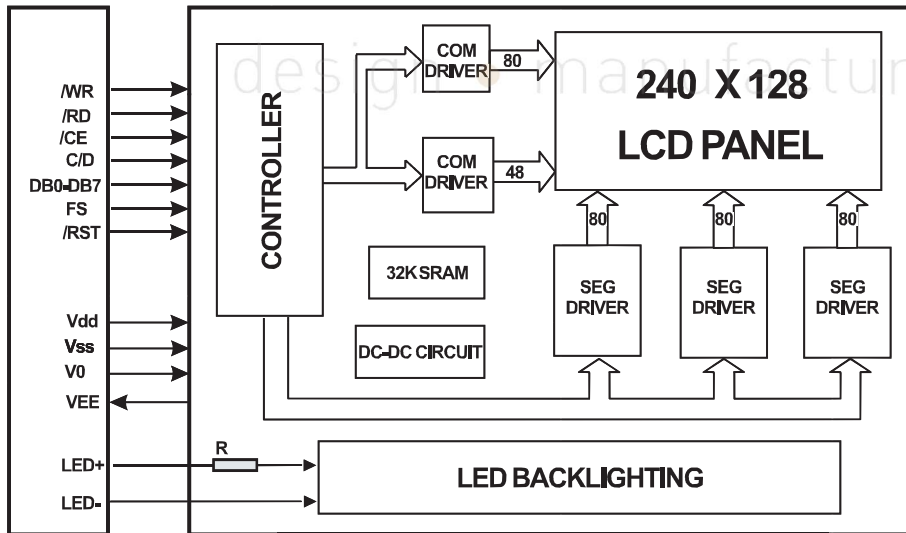 /WR
/RD
/CE
C/D
DB0-DB7
FS
/RST
Vdd
Vss
V0
VEE
LED+
LED-
CONTROLLER
COM
DRIVER
80
COM
DRIVER
48
design manufactur
240 X 128
LCD PANEL
32K SRAM
DC-DC CIRCUIT
80
80
80
SEG
DRIVER
SEG
DRIVER
SEG
DRIVER
R
LED BACKLIGHTING